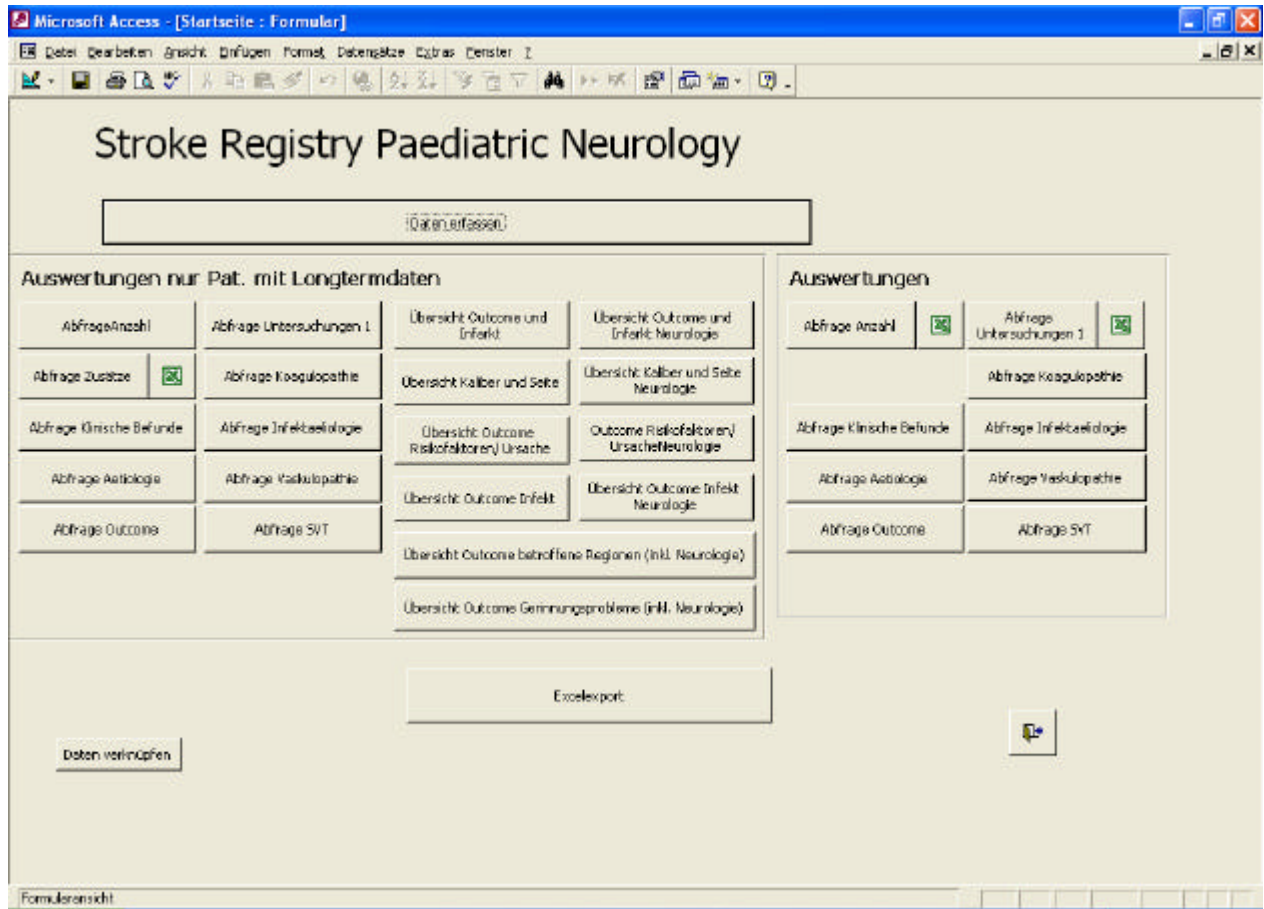 Microsoft Access - [Startseite : Formular]
Datei Bearbeiten Ansicht Einfügen Format Datensätze Extras Fenster ?
Stroke Registry Paediatric Neurology
Daten erfassen
Auswertungen nur Pat. mit Longtermdaten
AbfrageAnzahl
Abfrage Untersuchungen 1
Übersicht Outcome und
Infarkt
Übersicht Outcome und
Infarkt Neurologie
Abfrage Zusätze
Abfrage Koagulopathie
Übersicht Kaliber und Seite
Übersicht Kaliber und Seite
Neurologie
Abfrage Klinische Befunde
Abfrage Infektaetiologie
Übersicht Outcome
Risikofaktoren/ Ursache
Outcome Risikofaktoren/
UrsacheNeurologie
Abfrage Aetiologie
Abfrage Vaskulopathie
Übersicht Outcome Infekt
Übersicht Outcome Infekt
Neurologie
Abfrage Outcome
Abfrage SVT
Übersicht Outcome betroffene Regionen (inkl. Neurologie)
Übersicht Outcome Gerinnungsprobleme (inkl. Neurologie)
Auswertungen
Abfrage Anzahl
Abfrage
Untersuchungen 1
Abfrage Koagulopathie
Abfrage Klinische Befunde
Abfrage Infektaetiologie
Abfrage Aetiologie
Abfrage Vaskulopathie
Abfrage Outcome
Abfrage SVT
Excelexport
Daten verknüpfen
Formularansicht